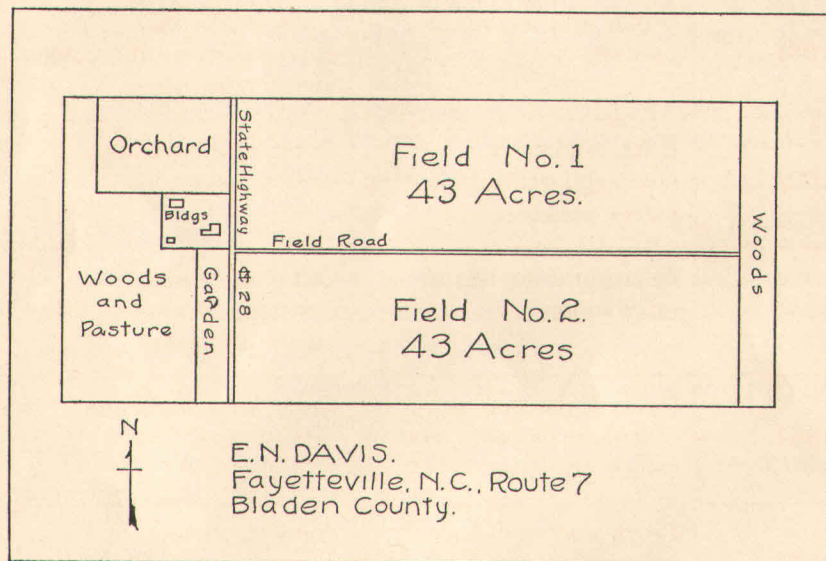 Orchard
State Highway
Field No. 1
43 Acres.
Bldgs
Field Road
Woods
Woods
and
Pasture
Garden
# 28
Field No. 2.
43 Acres
N
E. N. DAVIS.
Fayetteville, N. C., Route 7
Bladen County.